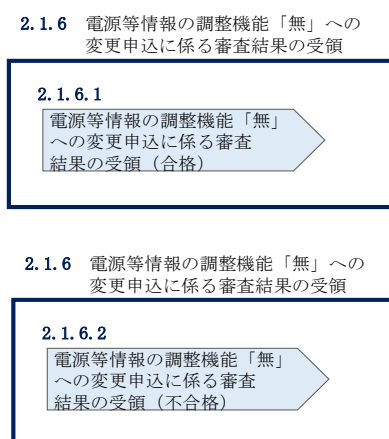 2.1.6 電源等情報の調整機能「無」への
変更申込に係る審査結果の受領
2.1.6.1
電源等情報の調整機能「無」
への変更申込に係る審査
結果の受領（合格）
2.1.6 電源等情報の調整機能「無」への
変更申込に係る審査結果の受領
2.1.6.2
電源等情報の調整機能「無」
への変更申込に係る審査
結果の受領（不合格）